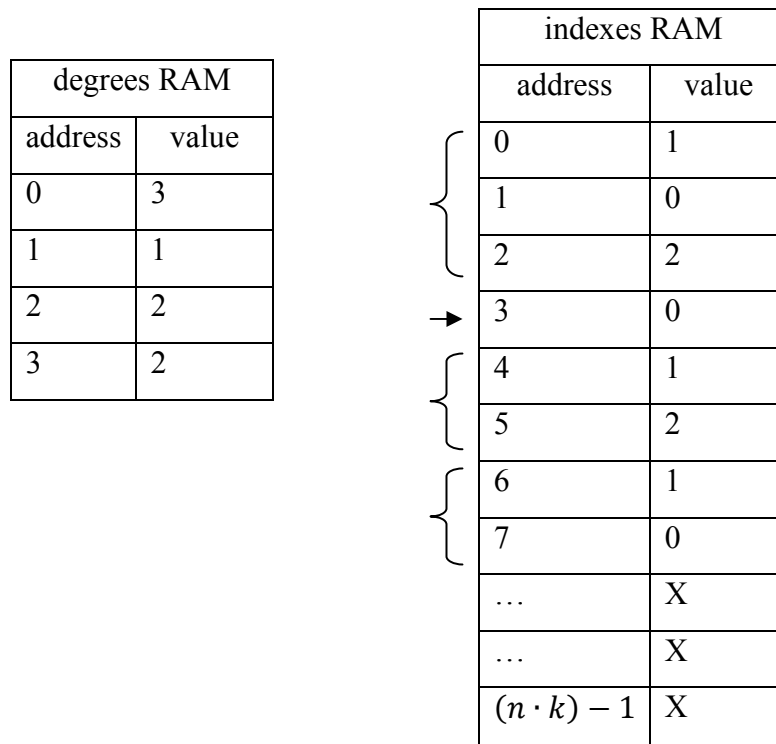 degrees RAM
address value
0 3
1 1
2 2
3 2
indexes RAM
address value
0 1
1 0
2 2
3 0
4 1
5 2
6 1
7 0
… X
… X
(n · k) − 1 X